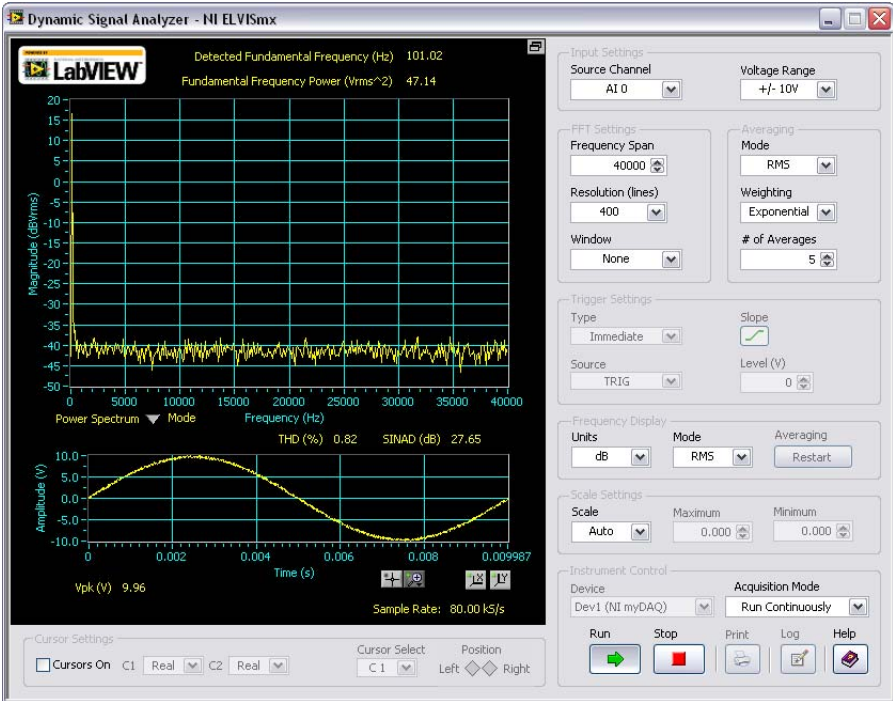 Dynamic Signal Analyzer - NI ELVISmx
LabVIEW
Detected Fundamental Frequency (Hz) 101.02
Fundamental Frequency Power (Vrms^2) 47.14
Magnitude (dBVrms)
20
15
10
5
0
-5
-10
-15
-20
-25
-30
-35
-40
-45
-50
0 5000 10000 15000 20000 25000 30000 35000 40000
Power Spectrum Mode Frequency (Hz)
THD (%) 0.82 SINAD (dB) 27.65
Amplitude (V)
10.0
5.0
0.0
-5.0
-10.0
0 0.002 0.004 0.006 0.008 0.009987
Time (s)
Vpk (V) 9.96
Sample Rate: 80.00 kS/s
Cursor Settings
Cursors On C1 Real C2 Real
Cursor Select
C 1
Position
Left Right
Input Settings
Source Channel
AI 0
Voltage Range
+/- 10V
FFT Settings
Frequency Span
40000
Resolution (lines)
400
Window
None
Averaging
Mode
RMS
Weighting
Exponential
# of Averages
5
Trigger Settings
Type
Immediate
Slope
Source
TRIG
Level (V)
0
Frequency Display
Units
dB
Mode
RMS
Averaging
Restart
Scale Settings
Scale
Auto
Maximum
0.000
Minimum
0.000
Instrument Control
Device
Dev1 (NI myDAQ)
Acquisition Mode
Run Continuously
Run Stop Print Log Help